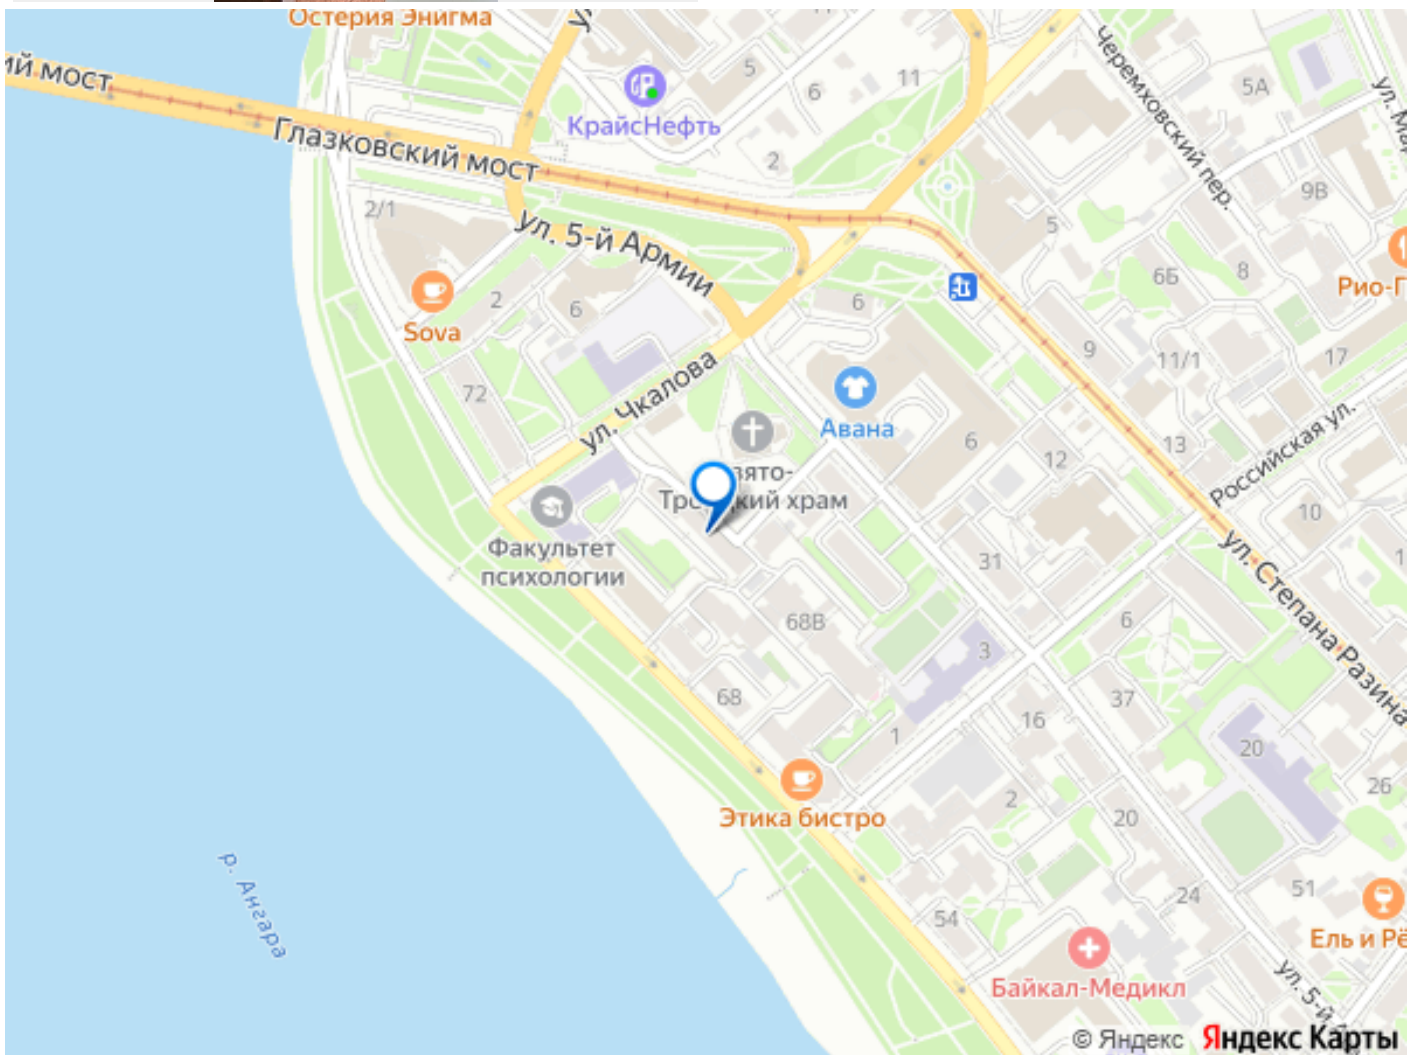 Остерия Энигма
ий мост
Глазковский мост
КрайсНефть
5
6
11
2
Черемховский пер.
5А
9В
5
6Б
8
Рио-Г
2/1
ул. 5-й Армии
Sova
2
6
6
9
11/1
17
72
ул. Чкалова
Авана
6
12
13
Российская ул.
10
1
Факультет
психологии
31
ул. Степана Разина
68В
6
3
68
37
16
1
20
26
Этика бистро
2
20
р. Ангара
24
51
54
Ель и Рё
Байкал-Медикл
ул. 5-й
© Яндекс Яндекс Карты
храм